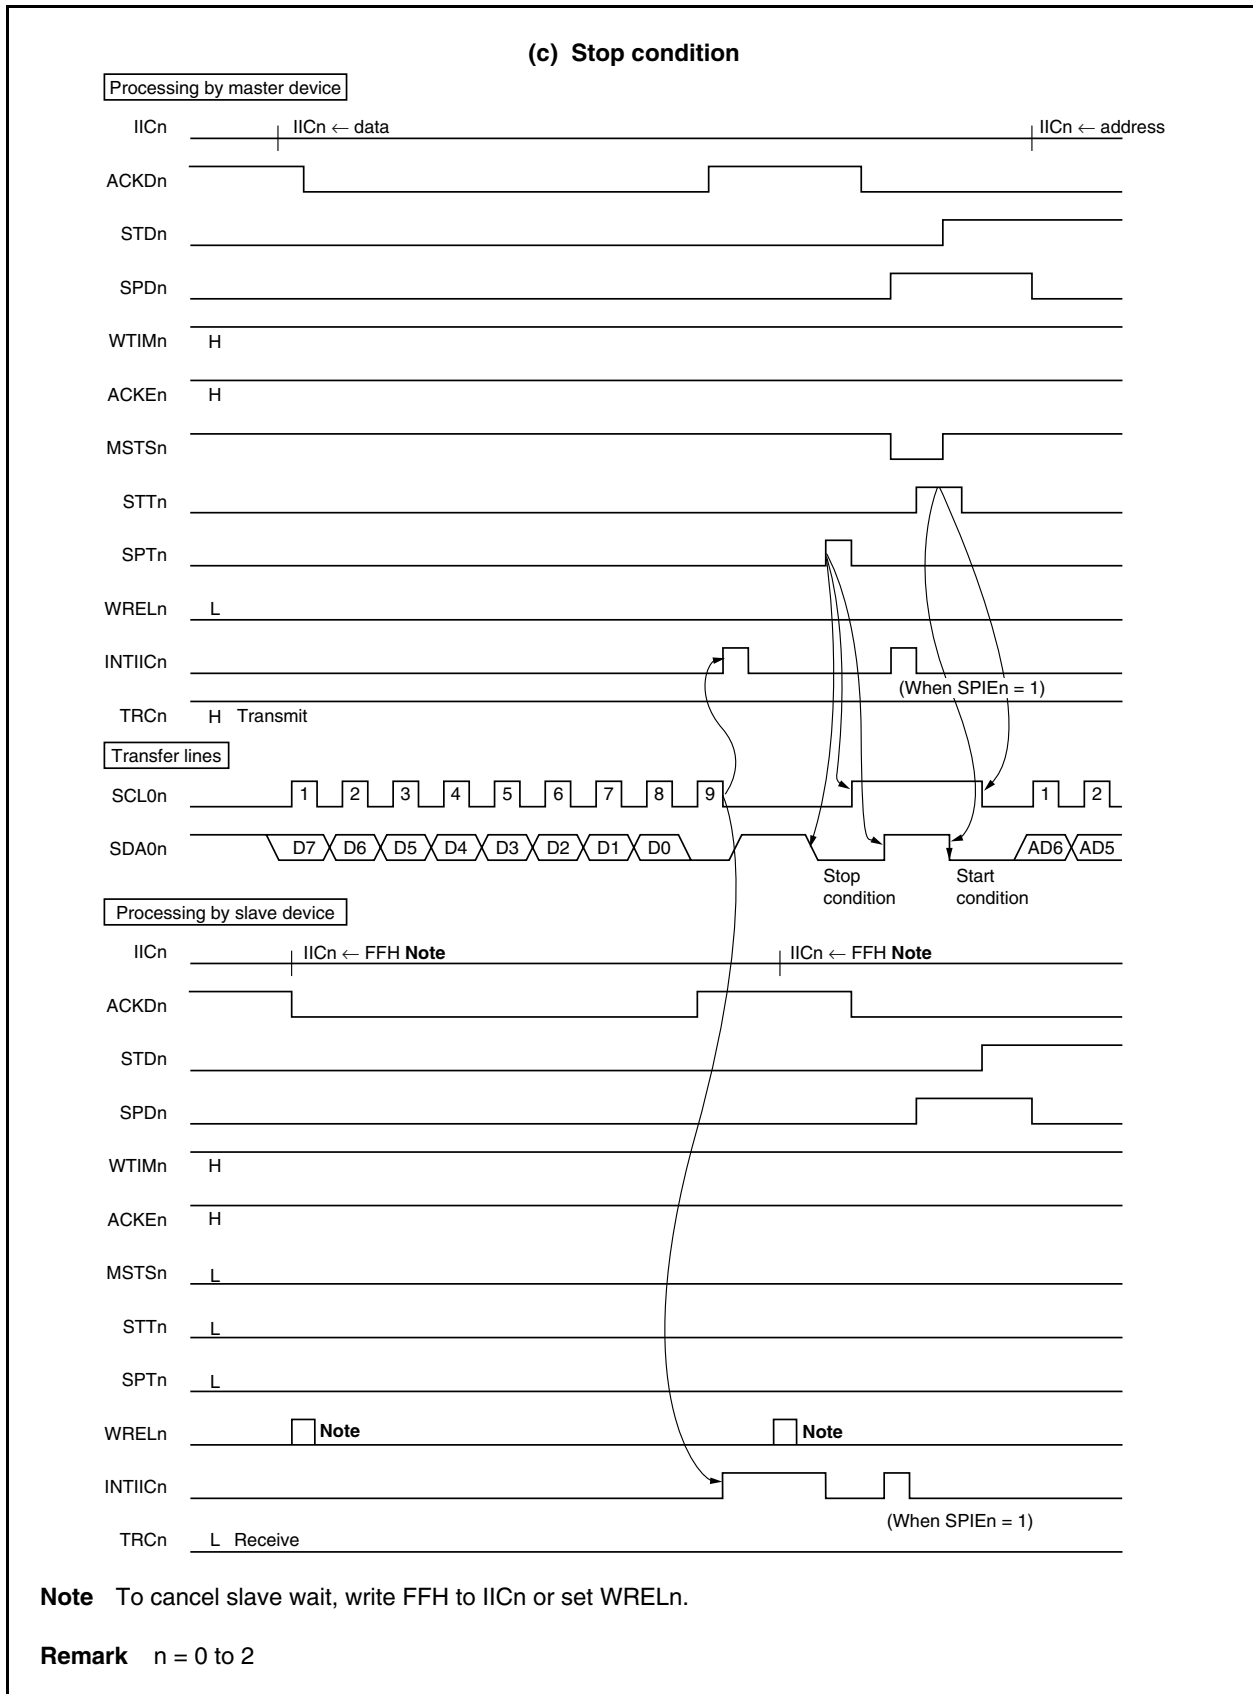 (c) Stop condition
Processing by master device
IICn IICn ← data IICn ← address
ACKDn
STDn
SPDn
WTIMn H
ACKEn H
MSTSn
STTn
SPTn
WRELn L
INTIICn
(When SPIEn = 1)
TRCn H Transmit
Transfer lines
SCL0n 1 2 3 4 5 6 7 8 9 1 2
SDA0n D7 D6 D5 D4 D3 D2 D1 D0 AD6 AD5
Stop Start
condition condition
Processing by slave device
IICn IICn ← FFH Note IICn ← FFH Note
ACKDn
STDn
SPDn
WTIMn H
ACKEn H
MSTSn L
STTn L
SPTn L
WRELn Note Note
INTIICn
(When SPIEn = 1)
TRCn L Receive
Note To cancel slave wait, write FFH to IICn or set WRELn.
Remark n = 0 to 2